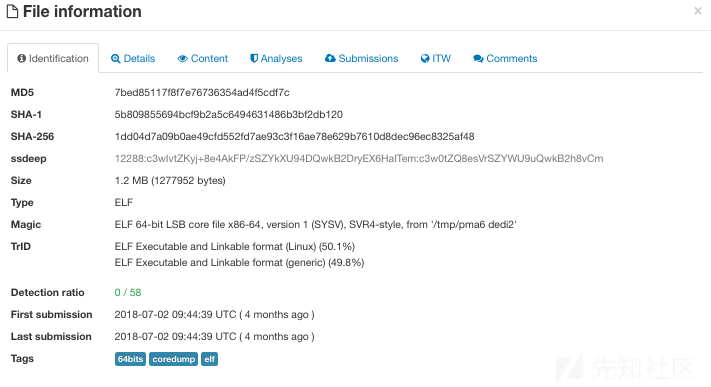 File information ×
Identification Details Content Analyses Submissions ITW Comments
MD5 7bed85117f8f7e76736354ad4f5cdf7c
SHA-1 5b809855694bcf9b2a5c6494631486b3bf2db120
SHA-256 1dd04d7a09b0ae49cfd552fd7ae93c3f16ae78e629b7610d8dec96ec8325af48
ssdeep 12288:c3wIvtZKyj+8e4AkFP/zSZYkXU94DQwkB2DryEX6HaITem:c3w0tZQ8esVrSZYWU9uQwkB2h8vCm
Size 1.2 MB (1277952 bytes)
Type ELF
Magic ELF 64-bit LSB core file x86-64, version 1 (SYSV), SVR4-style, from '/tmp/pma6 dedi2'
TrID ELF Executable and Linkable format (Linux) (50.1%)
ELF Executable and Linkable format (generic) (49.8%)
Detection ratio 0 / 58
First submission 2018-07-02 09:44:39 UTC ( 4 months ago )
Last submission 2018-07-02 09:44:39 UTC ( 4 months ago )
Tags 64bits coredump elf
先知社区